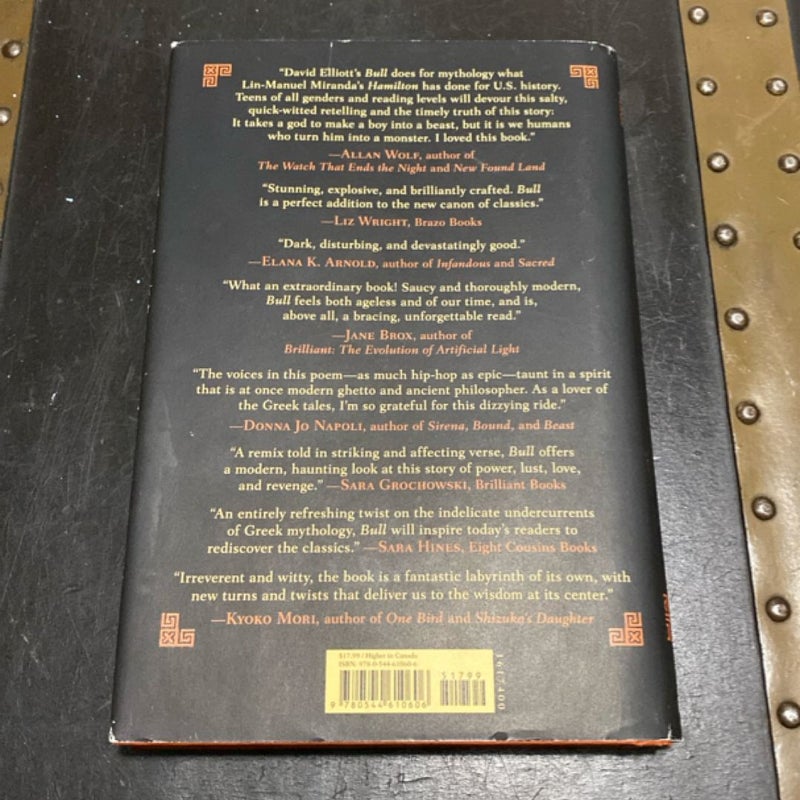 “David Elliott’s Bull does for mythology what
Lin-Manuel Miranda’s Hamilton has done for U.S. history.
Teens of all genders and reading levels will devour this salty,
quick-witted retelling and the timely truth of this story:
It takes a god to make a boy into a beast, but it is we humans
who turn him into a monster. I loved this book.”
—ALLAN WOLF, author of
The Watch That Ends the Night and New Found Land
“Stunning, explosive, and brilliantly crafted. Bull
is a perfect addition to the new canon of classics.”
—LIZ WRIGHT, Brazo Books
“Dark, disturbing, and devastatingly good.”
—ELANA K. ARNOLD, author of Infandous and Sacred
“What an extraordinary book! Saucy and thoroughly modern,
Bull feels both ageless and of our time, and is,
above all, a bracing, unforgettable read.”
—JANE BROX, author of
Brilliant: The Evolution of Artificial Light
“The voices in this poem—as much hip-hop as epic—taunt in a spirit
that is at once modern ghetto and ancient philosopher. As a lover of
the Greek tales, I’m so grateful for this dizzying ride.”
—DONNA JO NAPOLI, author of Sirena, Bound, and Beast
“A remix told in striking and affecting verse, Bull offers
a modern, haunting look at this story of power, lust, love,
and revenge.” —SARA GROCHOWSKI, Brilliant Books
“An entirely refreshing twist on the indelicate undercurrents
of Greek mythology, Bull will inspire today’s readers to
rediscover the classics.” —SARA HINES, Eight Cousins Books
“Irreverent and witty, the book is a fantastic labyrinth of its own, with
new turns and twists that deliver us to the wisdom at its center.”
—KYOKO MORI, author of One Bird and Shizuko’s Daughter
$17.99 / Higher in Canada
ISBN: 978-0-544-61060-6
51799
9 780544 610606
1617400